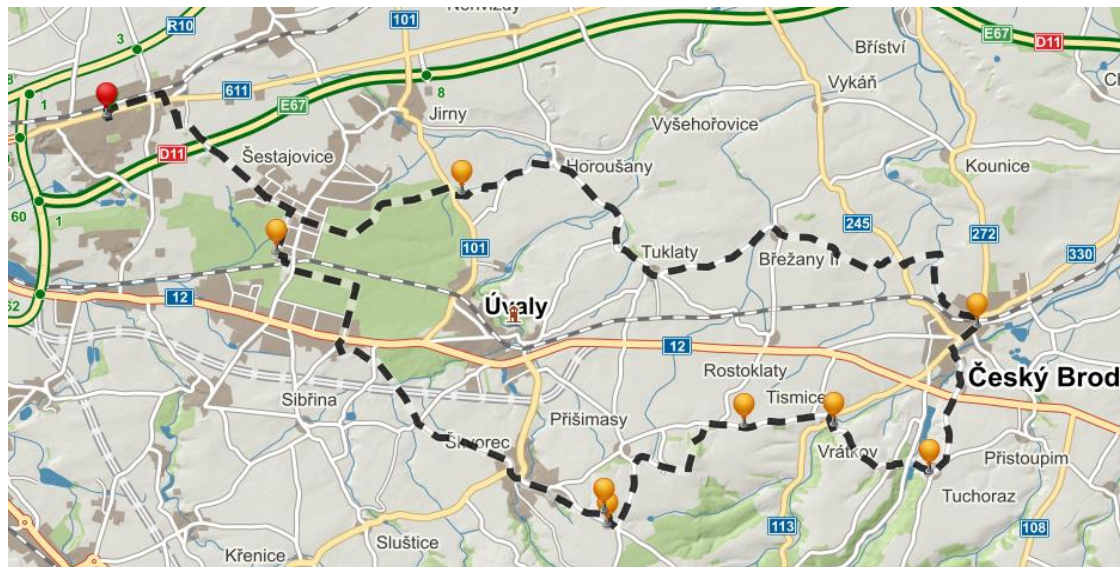 Nehvizdy
R10
101
3
Bříství
E67
D11
8
1
611
E67
8
Vykáň
Jirny
Vyšehořovice
D11
Šestajovice
Horoušany
Kounice
60
1
101
245
272
Tuklaty
Břežany II
330
12
Úvaly
12
Rostoklaty
Český Brod
Sibřina
Tismice
Přišimasy
Škvorec
Vrátkov
Přistoupim
Tuchoraz
113
108
Sluštice
Křenice